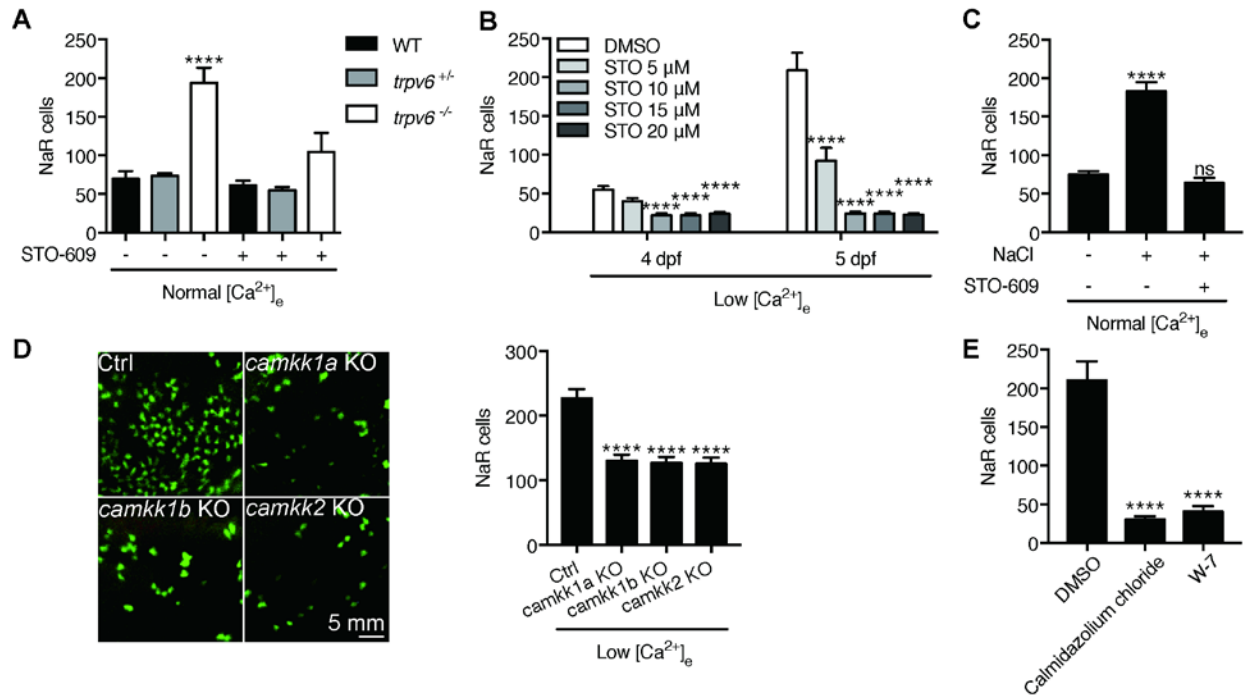 A
250
200
150
100
50
0
NaR cells
****
WT
trpv6 +/-
trpv6 -/-
STO-609 - - - + + +
Normal [Ca2+]e
B
250
200
150
100
50
0
NaR cells
DMSO
STO 5 µM
STO 10 µM
STO 15 µM
STO 20 µM
**** **** ****
**** **** **** ****
4 dpf 5 dpf
Low [Ca2+]e
C
250
200
150
100
50
0
NaR cells
****
ns
NaCl - + +
STO-609 - - +
Normal [Ca2+]e
D
Ctrl camkk1a KO
camkk1b KO camkk2 KO
5 mm
300
200
100
0
NaR cells
**** **** ****
Ctrl
camkk1a KO
camkk1b KO
camkk2 KO
Low [Ca2+]e
E
250
200
150
100
50
0
NaR cells
**** ****
DMSO
Calmidazolium chloride
W-7